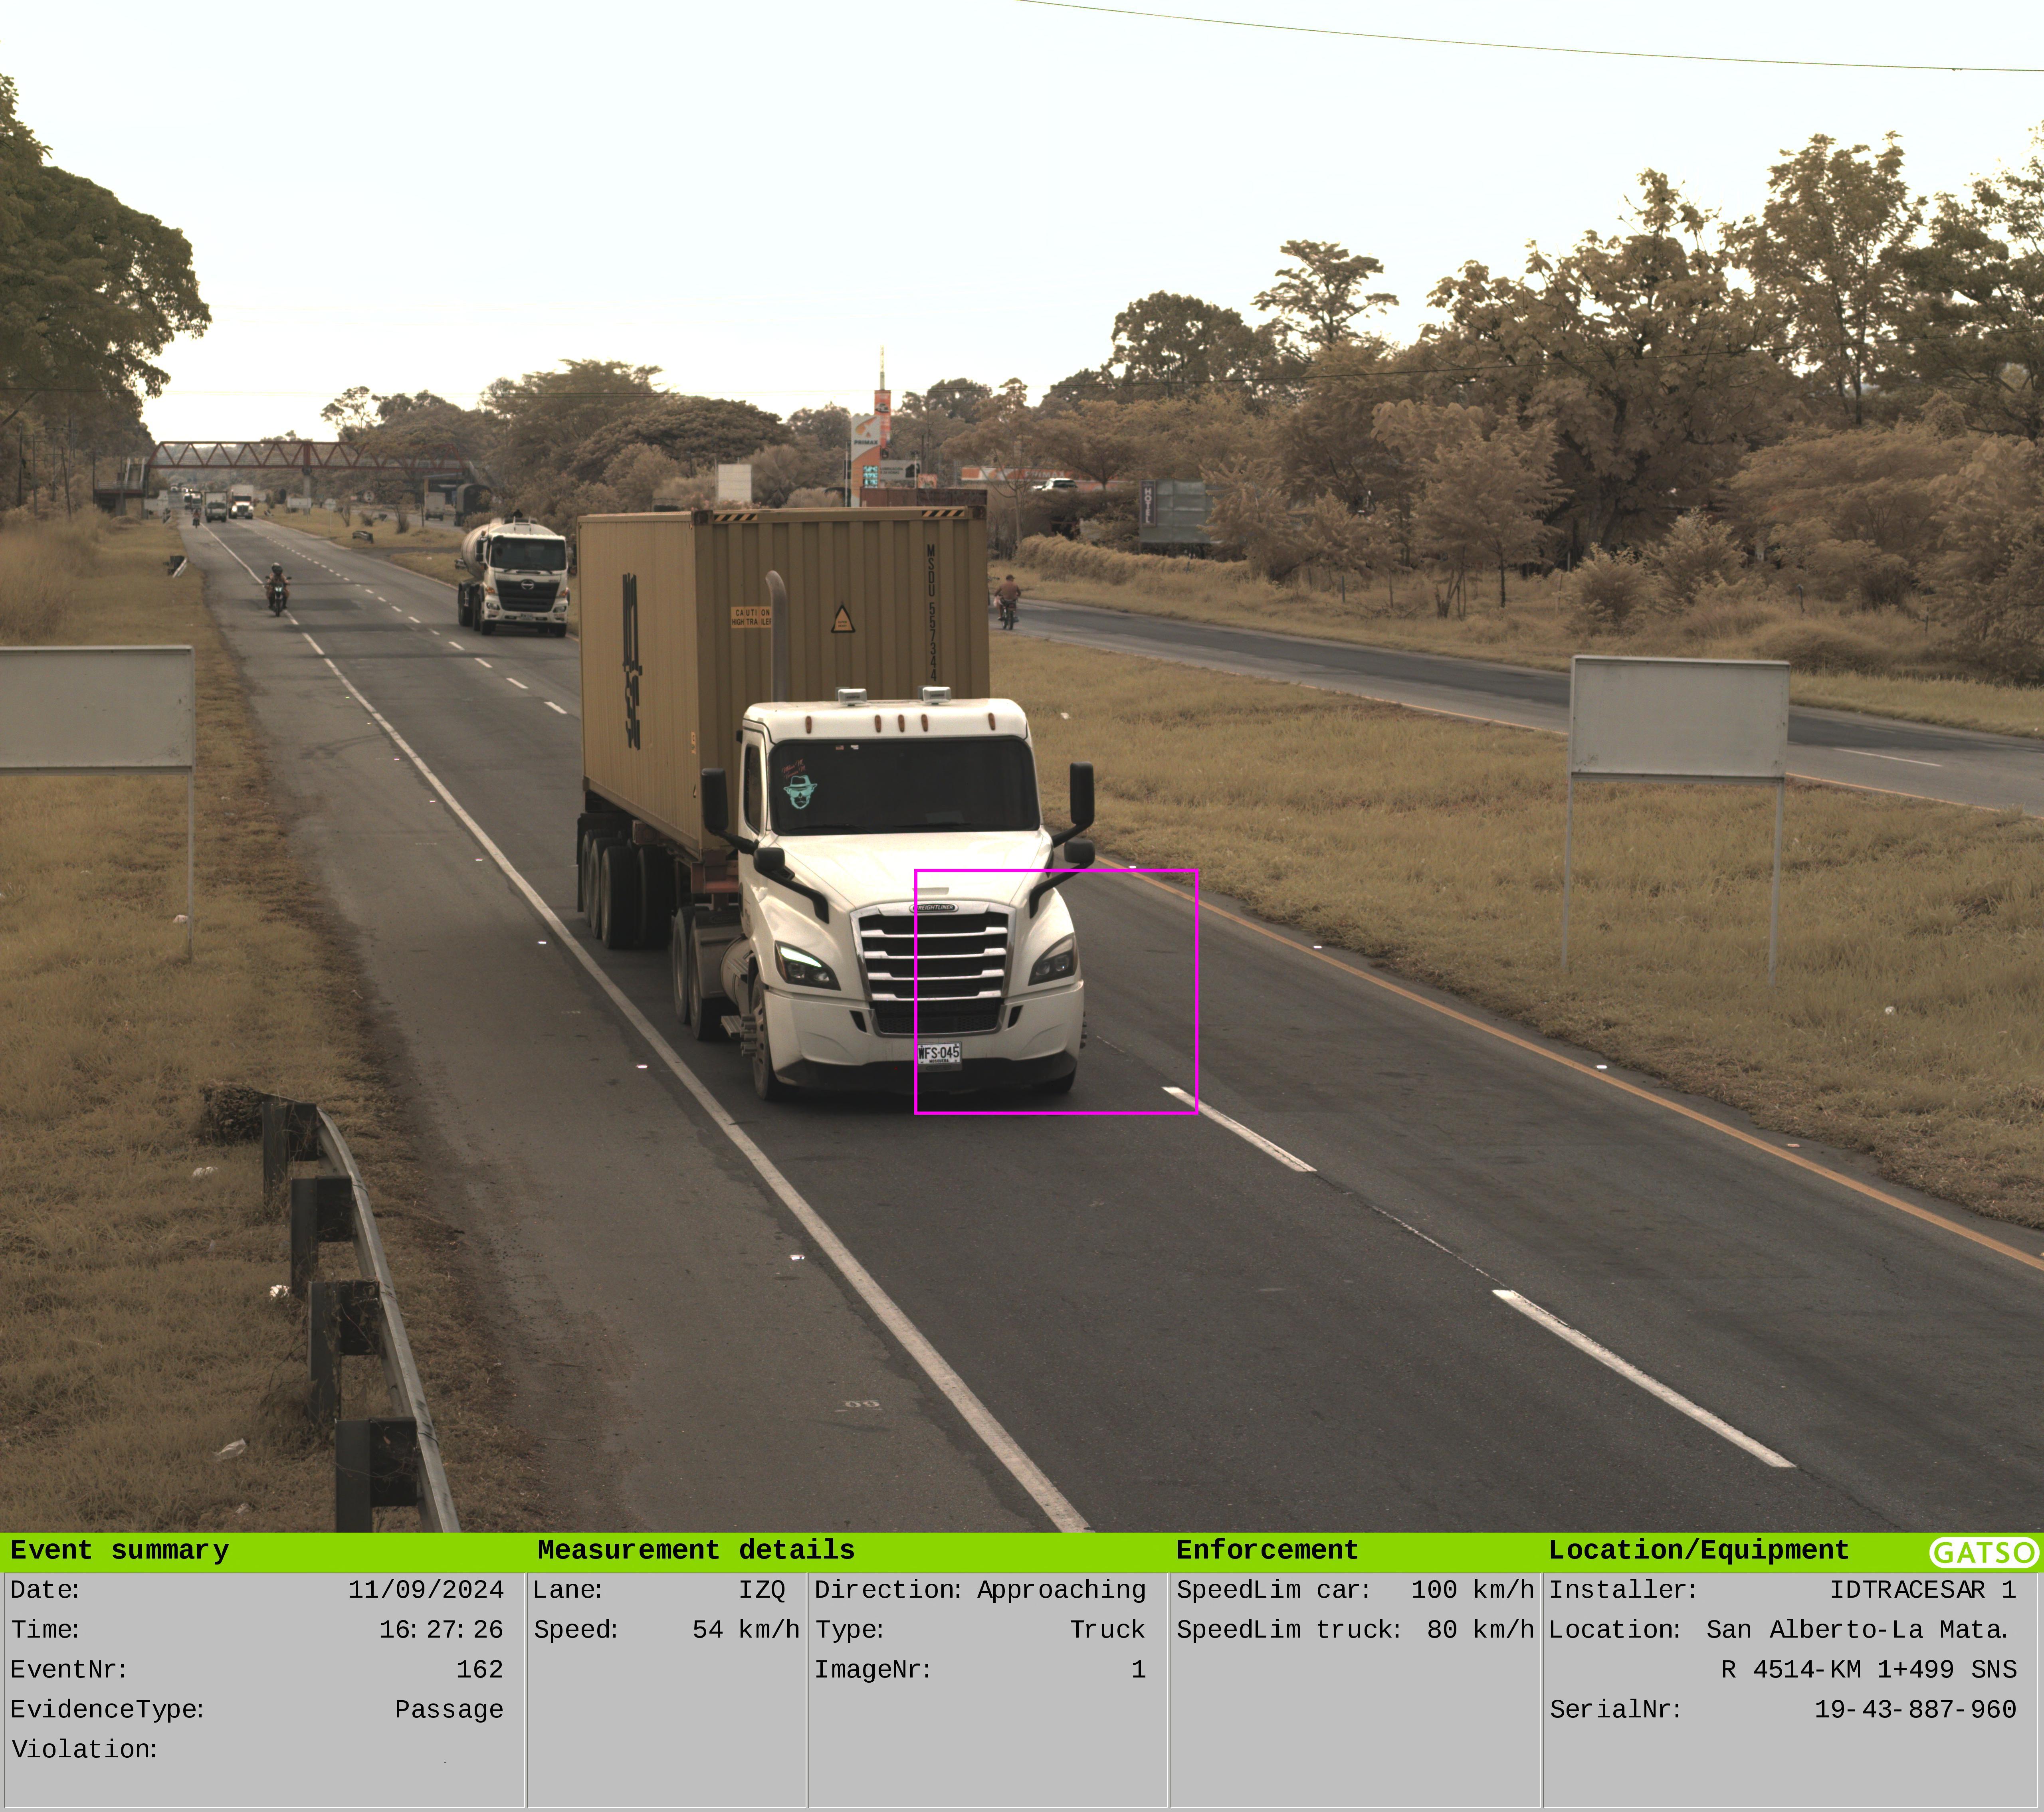 PRIMAX
HOTEL
CAUTION
HIGH TRAILER
MSDU 557344
MSC
FREIGHTLINER
WFS·045
Event summary
Date: 11/09/2024
Time: 16:27:26
EventNr: 162
EvidenceType: Passage
Violation:
Measurement details
Lane: IZQ
Speed: 54 km/h
Direction: Approaching
Type: Truck
ImageNr: 1
Enforcement
SpeedLim car: 100 km/h
SpeedLim truck: 80 km/h
Location/Equipment
GATSO
Installer: IDTRACESAR 1
Location: San Alberto-La Mata.
R 4514-KM 1+499 SNS
SerialNr: 19-43-887-960